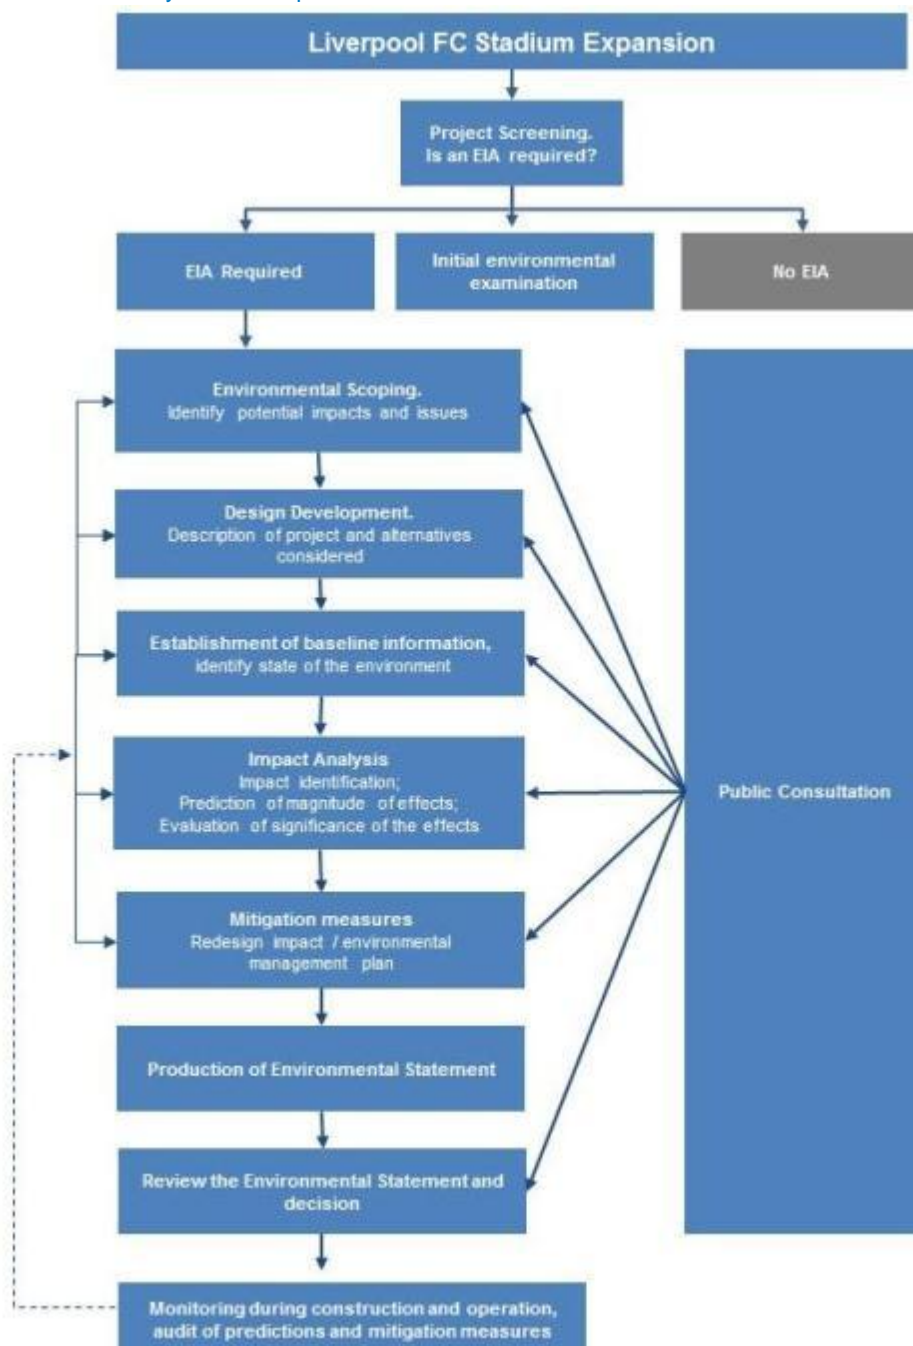 Liverpool FC Stadium Expansion
Project Screening.
Is an EIA required?
EIA Required
Initial environmental
examination
No EIA
Environmental Scoping.
Identify potential impacts and issues
Design Development.
Description of project and alternatives
considered
Establishment of baseline information,
identify state of the environment
Impact Analysis
Impact identification;
Prediction of magnitude of effects;
Evaluation of significance of the effects
Public Consultation
Mitigation measures
Redesign impact / environmental
management plan
Production of Environmental Statement
Review the Environmental Statement and
decision
Monitoring during construction and operation,
audit of predictions and mitigation measures